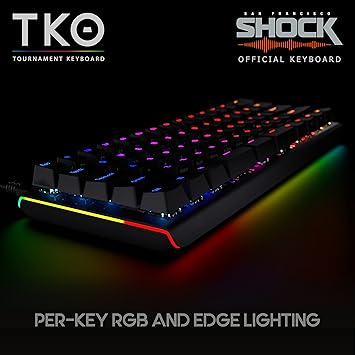 TKO
TOURNAMENT KEYBOARD
SAN FRANCISCO
SHOCK
OFFICIAL KEYBOARD
PER-KEY RGB AND EDGE LIGHTING